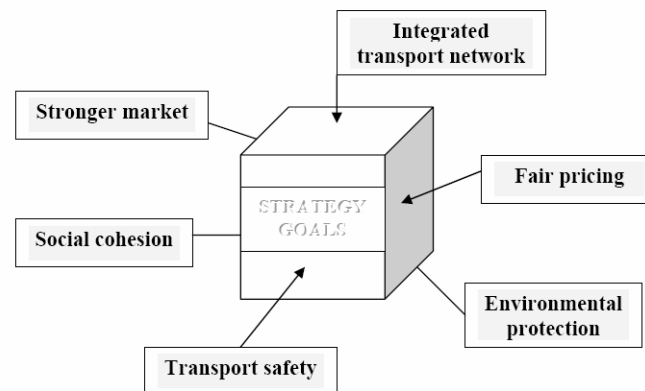 Integrated
transport network
Stronger market
Fair pricing
STRATEGY
GOALS
Social cohesion
Environmental
protection
Transport safety